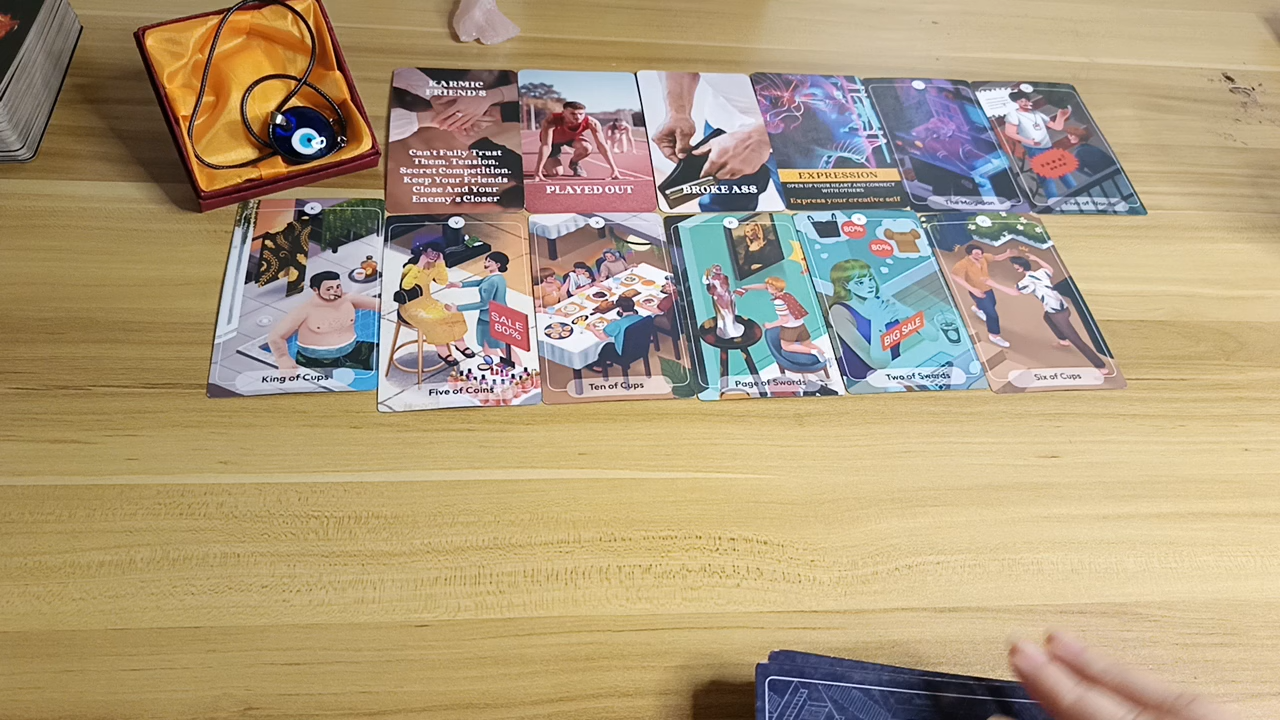 KARMIC
FRIEND'S
Can't Fully Trust
Them. Tension.
Secret Competition.
Keep Your Friends
Close And Your
Enemy's Closer
PLAYED OUT
BROKE ASS
EXPRESSION
OPEN UP YOUR HEART AND CONNECT
WITH OTHERS
Express your creative self
The Magician
Five of
K
King of Cups
V
SALE
80%
Five of Coins
X
Ten of Cups
P
Page of Swords
80%
80%
BIG SALE
Two of Swords
Six of Cups